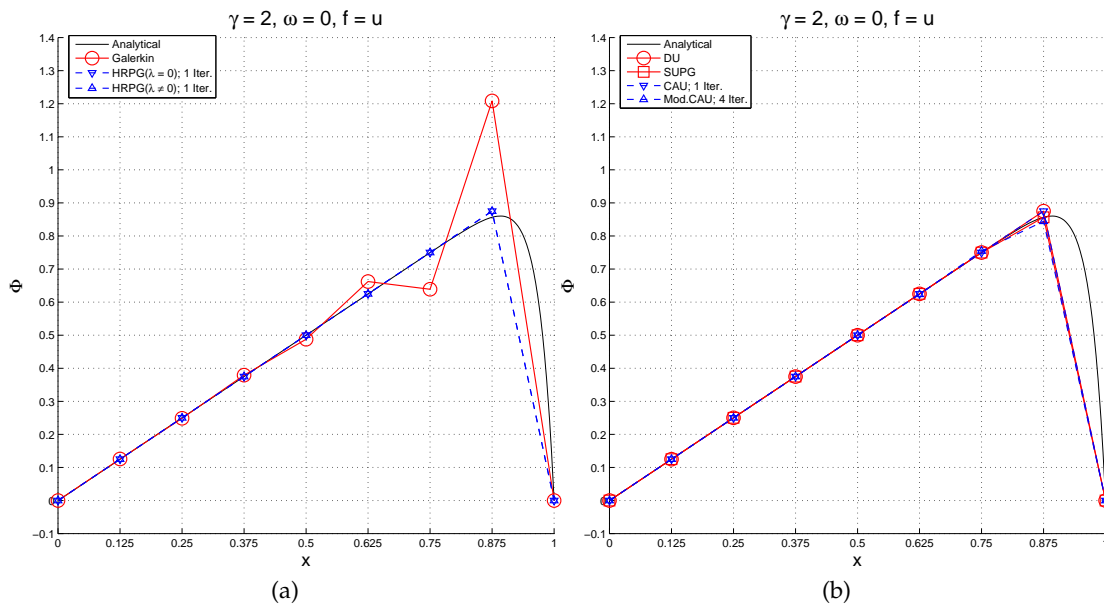 γ = 2, ω = 0, f = u
Analytical
Galerkin
HRPG(λ = 0); 1 Iter.
HRPG(λ ≠ 0); 1 Iter.
1.4
1.3
1.2
1.1
1
0.9
0.8
0.7
0.6
0.5
0.4
0.3
0.2
0.1
0
−0.1
Φ
0 0.125 0.25 0.375 0.5 0.625 0.75 0.875 1
x
(a)
γ = 2, ω = 0, f = u
Analytical
DU
SUPG
CAU; 1 Iter.
Mod.CAU; 4 Iter.
1.4
1.3
1.2
1.1
1
0.9
0.8
0.7
0.6
0.5
0.4
0.3
0.2
0.1
0
−0.1
Φ
0 0.125 0.25 0.375 0.5 0.625 0.75 0.875 1
x
(b)